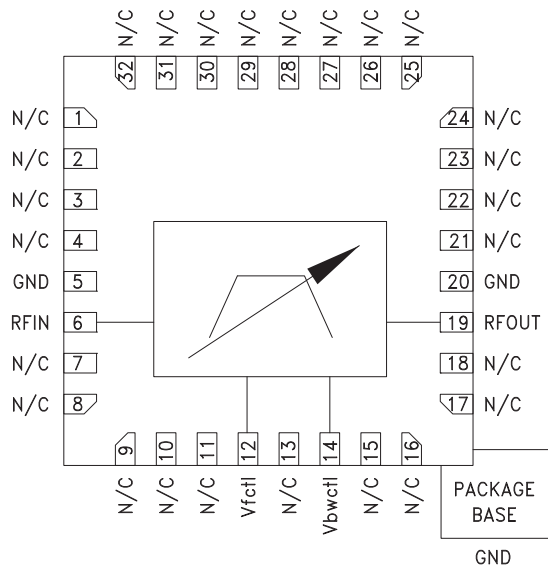 N/C N/C N/C N/C N/C N/C N/C N/C
32 31 30 29 28 27 26 25
N/C 1 24 N/C
N/C 2 23 N/C
N/C 3 22 N/C
N/C 4 21 N/C
GND 5 20 GND
RFIN 6 19 RFOUT
N/C 7 18 N/C
N/C 8 17 N/C
9 10 11 12 13 14 15 16
N/C N/C N/C Vfctl N/C Vbwctl N/C N/C
PACKAGE
BASE
GND